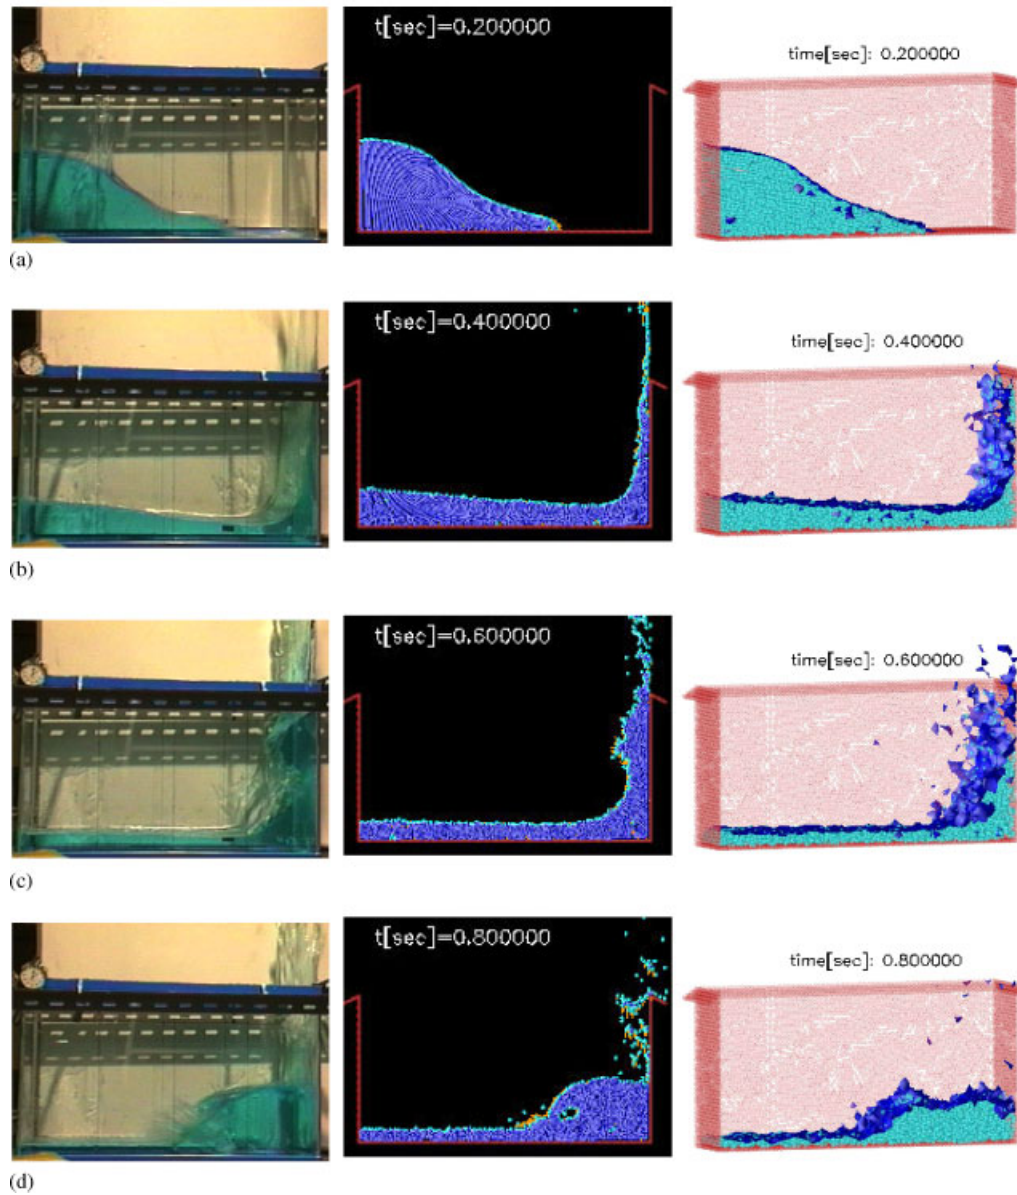 t[sec]=0.200000
time[sec]: 0.200000
(a)
t[sec]=0.400000
time[sec]: 0.400000
(b)
t[sec]=0.600000
time[sec]: 0.600000
(c)
t[sec]=0.800000
time[sec]: 0.800000
(d)